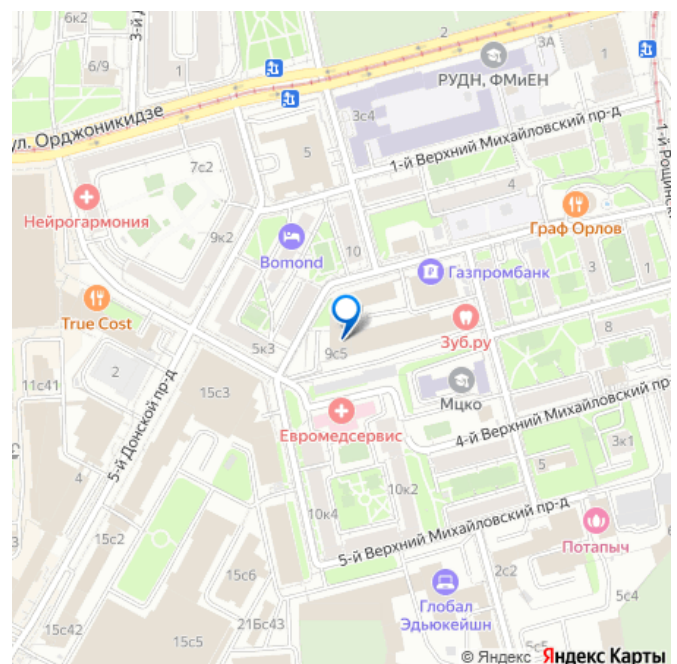 6к2
3-й Д
2
3А
1
6/9
1
РУДН, ФМиЕН
ул. Орджоникидзе
3с4
5
1-й Верхний Михайловский пр-д
1-й Рощинск
7с2
4
Нейрогармония
Граф Орлов
9к2
10
Bomond
Газпромбанк
3
1
True Cost
Зуб.ру
8
5к3
9с5
2
11с41
15с3
Мцко
5-й Донской пр-д
Евромедсервис
4-й Верхний Михайловский пр-
3к1
4
5
10к2
10к4
5-й Верхний Михайловский пр-д
15с2
Потапыч
15с6
2с2
Глобал
Эдьюкейшн
5с4
21Бс43
15с42
15с5
5с5
© Яндекс Яндекс Карты